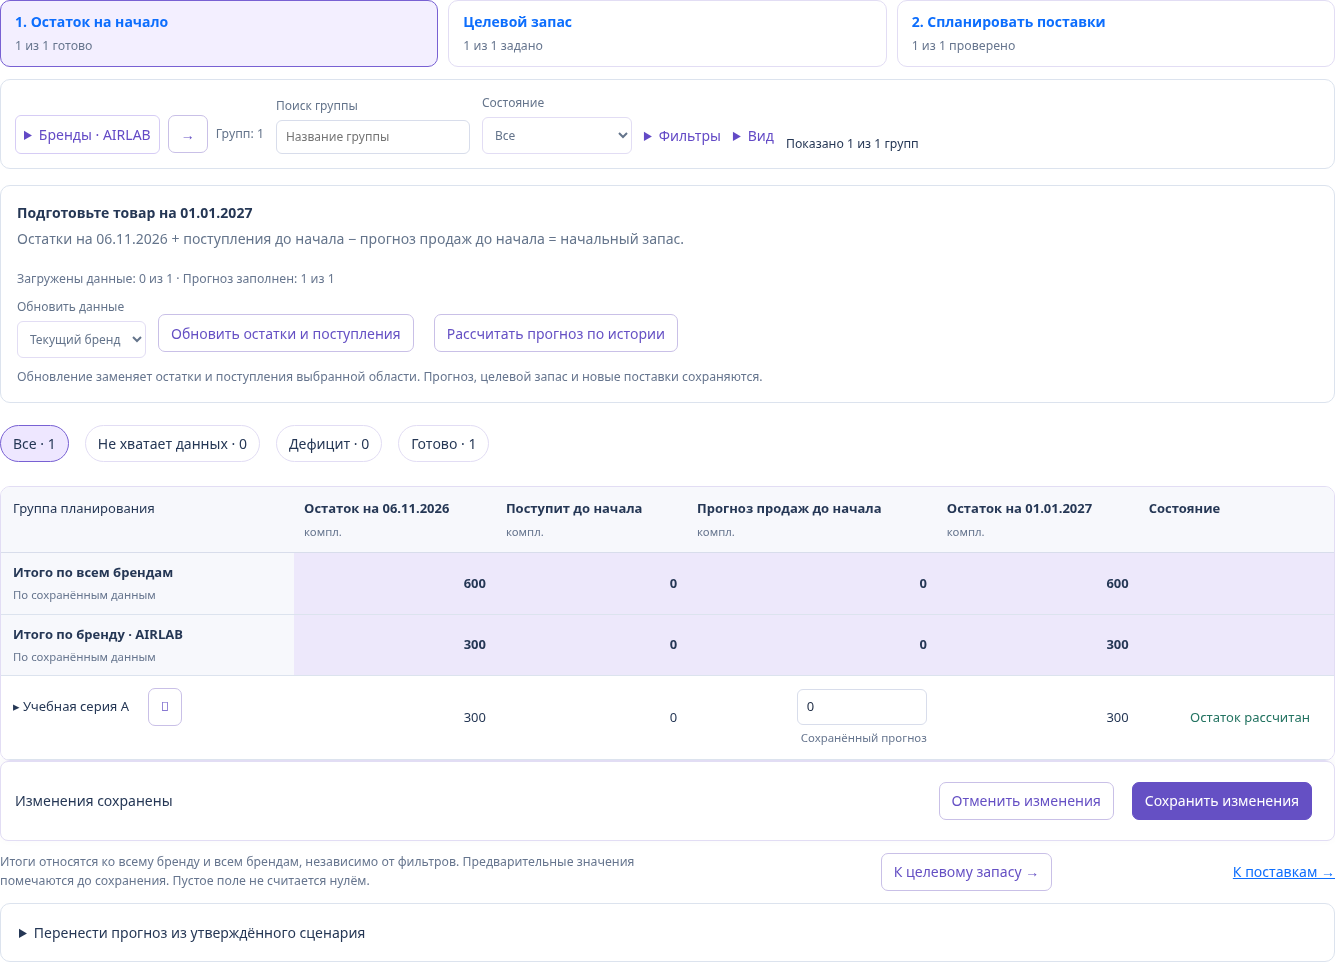 1. Остаток на начало
1 из 1 готово
Целевой запас
1 из 1 задано
2. Спланировать поставки
1 из 1 проверено
Бренды · AIRLAB
→
Групп: 1
Поиск группы
Название группы
Состояние
Все
Фильтры
Вид
Показано 1 из 1 групп
Подготовьте товар на 01.01.2027
Остатки на 06.11.2026 + поступления до начала − прогноз продаж до начала = начальный запас.
Загружены данные: 0 из 1 · Прогноз заполнен: 1 из 1
Обновить данные
Текущий бренд
Обновить остатки и поступления
Рассчитать прогноз по истории
Обновление заменяет остатки и поступления выбранной области. Прогноз, целевой запас и новые поставки сохраняются.
Все · 1
Не хватает данных · 0
Дефицит · 0
Готово · 1
Группа планирования
Остаток на 06.11.2026
компл.
Поступит до начала
компл.
Прогноз продаж до начала
компл.
Остаток на 01.01.2027
компл.
Состояние
Итого по всем брендам
По сохранённым данным
600
0
0
600
Итого по бренду · AIRLAB
По сохранённым данным
300
0
0
300
▸ Учебная серия А
300
0
0
Сохранённый прогноз
300
Остаток рассчитан
Изменения сохранены
Отменить изменения
Сохранить изменения
Итоги относятся ко всему бренду и всем брендам, независимо от фильтров. Предварительные значения
помечаются до сохранения. Пустое поле не считается нулём.
К целевому запасу →
К поставкам →
Перенести прогноз из утверждённого сценария